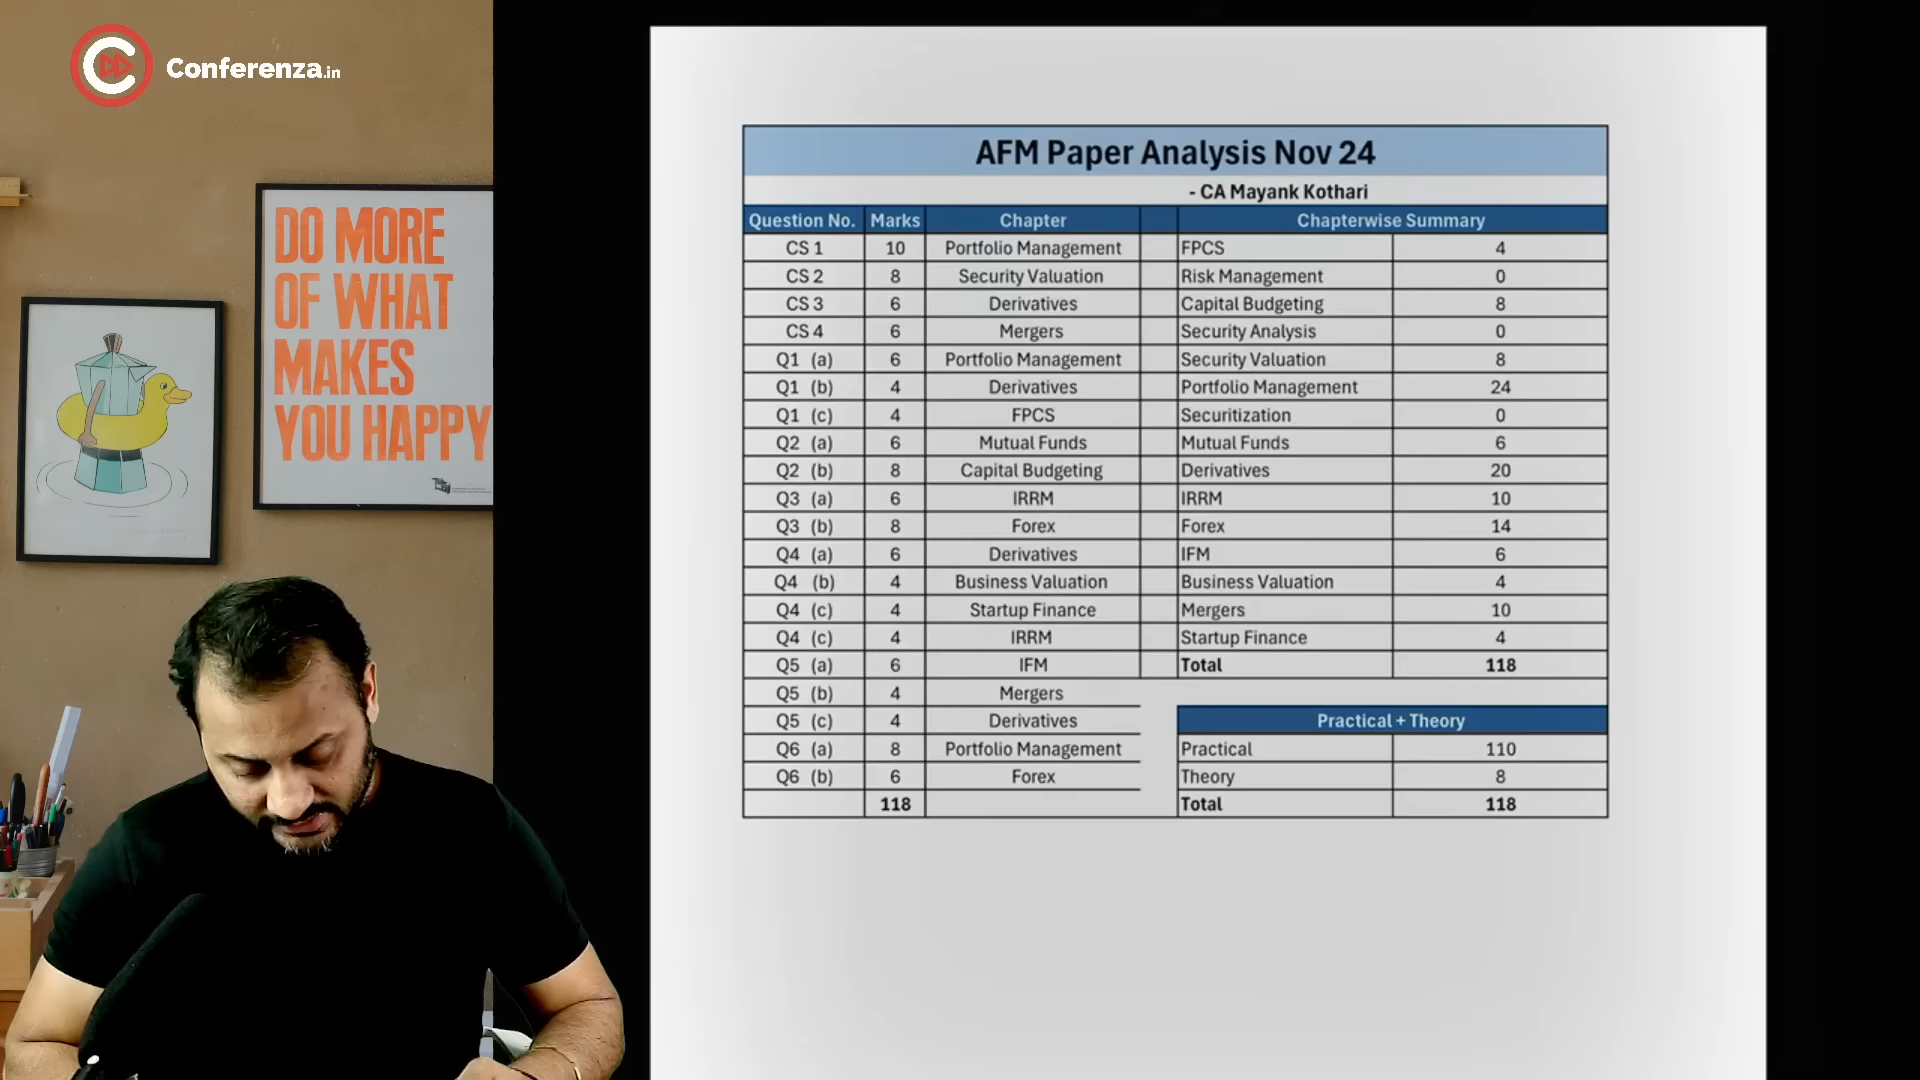 Conferenza.in
DO MORE
OF WHAT
MAKES
YOU HAPPY
AFM Paper Analysis Nov 24
- CA Mayank Kothari
Question No. Marks Chapter Chapterwise Summary
CS 1 10 Portfolio Management FPCS 4
CS 2 8 Security Valuation Risk Management 0
CS 3 6 Derivatives Capital Budgeting 8
CS 4 6 Mergers Security Analysis 0
Q1 (a) 6 Portfolio Management Security Valuation 8
Q1 (b) 4 Derivatives Portfolio Management 24
Q1 (c) 4 FPCS Securitization 0
Q2 (a) 6 Mutual Funds Mutual Funds 6
Q2 (b) 8 Capital Budgeting Derivatives 20
Q3 (a) 6 IRRM IRRM 10
Q3 (b) 8 Forex Forex 14
Q4 (a) 6 Derivatives IFM 6
Q4 (b) 4 Business Valuation Business Valuation 4
Q4 (c) 4 Startup Finance Mergers 10
Q4 (c) 4 IRRM Startup Finance 4
Q5 (a) 6 IFM Total 118
Q5 (b) 4 Mergers
Q5 (c) 4 Derivatives Practical + Theory
Q6 (a) 8 Portfolio Management Practical 110
Q6 (b) 6 Forex Theory 8
118 Total 118